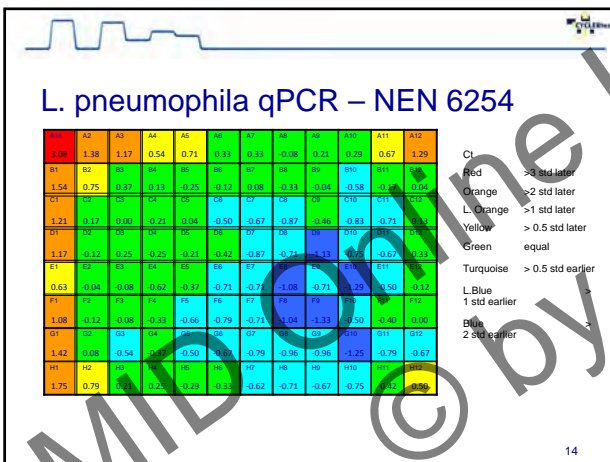 CYCLERtest
L. pneumophila qPCR – NEN 6254
A1 A2 A3 A4 A5 A6 A7 A8 A9 A10 A11 A12
3.08 1.38 1.17 0.54 0.71 0.33 0.33 -0.08 0.21 0.29 0.67 1.29
B1 B2 B3 B4 B5 B6 B7 B8 B9 B10 B11 B12
1.54 0.75 0.37 0.13 -0.25 -0.12 0.08 -0.33 -0.04 -0.58 -0.17 0.04
C1 C2 C3 C4 C5 C6 C7 C8 C9 C10 C11 C12
1.21 0.17 0.00 -0.21 0.04 -0.50 -0.67 -0.87 -0.46 -0.83 -0.71 0.13
D1 D2 D3 D4 D5 D6 D7 D8 D9 D10 D11 D12
1.17 -0.12 0.25 -0.25 -0.21 -0.42 -0.87 -0.71 -1.13 -0.75 -0.67 0.33
E1 E2 E3 E4 E5 E6 E7 E8 E9 E10 E11 E12
0.63 -0.04 -0.08 -0.62 -0.37 -0.71 -0.71 -1.08 -0.71 -1.29 -0.50 -0.12
F1 F2 F3 F4 F5 F6 F7 F8 F9 F10 F11 F12
1.08 -0.12 -0.08 -0.33 -0.66 -0.79 -0.71 -1.04 -1.33 -0.50 -0.40 0.00
G1 G2 G3 G4 G5 G6 G7 G8 G9 G10 G11 G12
1.42 0.08 -0.54 -0.37 -0.50 -0.67 -0.79 -0.96 -0.96 -1.25 -0.79 -0.67
H1 H2 H3 H4 H5 H6 H7 H8 H9 H10 H11 H12
1.75 0.79 0.21 0.25 -0.29 -0.33 -0.62 -0.71 -0.67 -0.75 -0.42 0.50
Ct
Red >3 std later
Orange >2 std later
L. Orange >1 std later
Yellow > 0.5 std later
Green equal
Turquoise > 0.5 std earlier
L.Blue >
1 std earlier
Blue >
2 std earlier
MID Online
© by
14